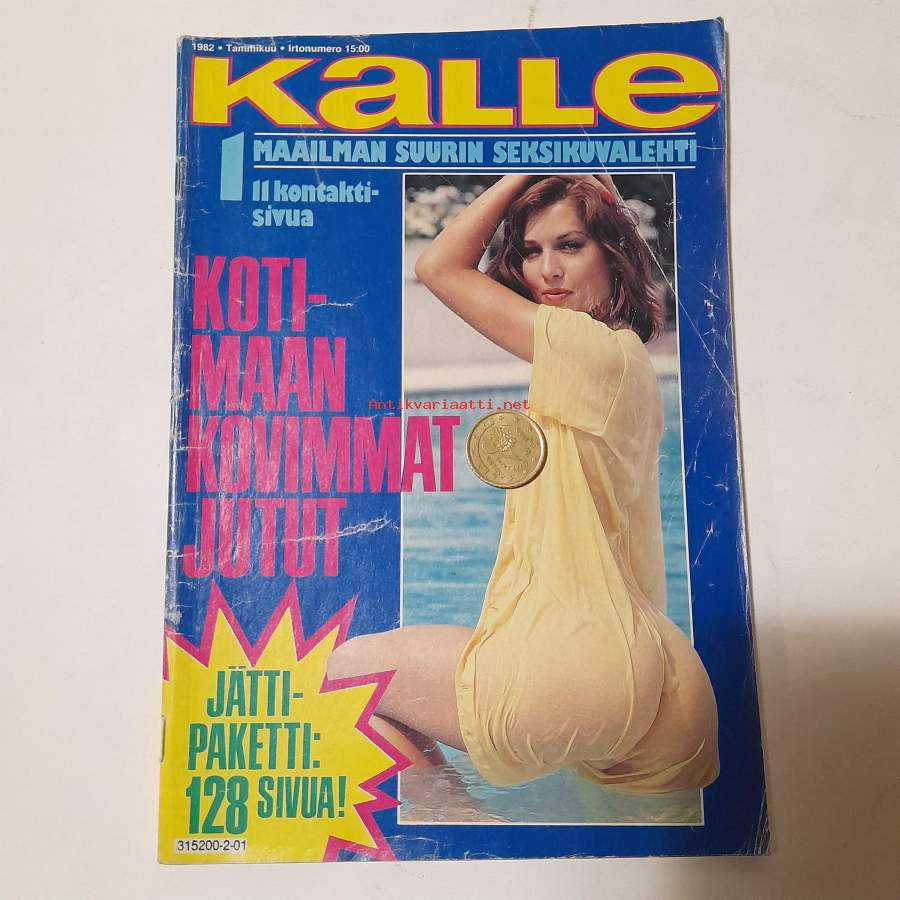 1982 • Tammikuu • Irtonumero 15:00
KaLLe
1
MAAILMAN SUURIN SEKSIKUVALEHTI
11 kontakti-
sivua
KOTI-
MAAN
KOVIMMAT
JUTUT
Antikvariaatti.net
JÄTTI-
PAKETTI:
128 SIVUA!
315200-2-01